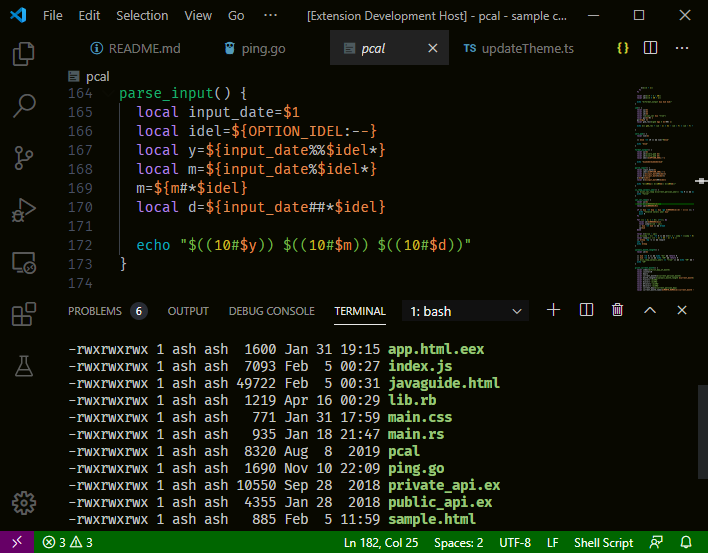 File Edit Selection View Go ··· [Extension Development Host] - pcal - sample c...
README.md ping.go pcal TS updateTheme.ts {} ···
pcal
164 parse_input() {
165 local input_date=$1
166 local idel=${OPTION_IDEL:--}
167 local y=${input_date%%$idel*}
168 local m=${input_date%$idel*}
169 m=${m#*$idel}
170 local d=${input_date##*$idel}
171
172 echo "$((10#$y)) $((10#$m)) $((10#$d))"
173 }
174
PROBLEMS 6 OUTPUT DEBUG CONSOLE TERMINAL 1: bash
-rwxrwxrwx 1 ash ash 1600 Jan 31 19:15 app.html.eex
-rwxrwxrwx 1 ash ash 7093 Feb 5 00:27 index.js
-rwxrwxrwx 1 ash ash 49722 Feb 5 00:31 javaguide.html
-rwxrwxrwx 1 ash ash 1219 Apr 16 00:29 lib.rb
-rwxrwxrwx 1 ash ash 771 Jan 31 17:59 main.css
-rwxrwxrwx 1 ash ash 935 Jan 18 21:47 main.rs
-rwxrwxrwx 1 ash ash 8320 Aug 8 2019 pcal
-rwxrwxrwx 1 ash ash 1690 Nov 10 22:09 ping.go
-rwxrwxrwx 1 ash ash 10550 Sep 28 2018 private_api.ex
-rwxrwxrwx 1 ash ash 4355 Jan 28 2018 public_api.ex
-rwxrwxrwx 1 ash ash 885 Feb 5 11:59 sample.html
3 3 Ln 182, Col 25 Spaces: 2 UTF-8 LF Shell Script